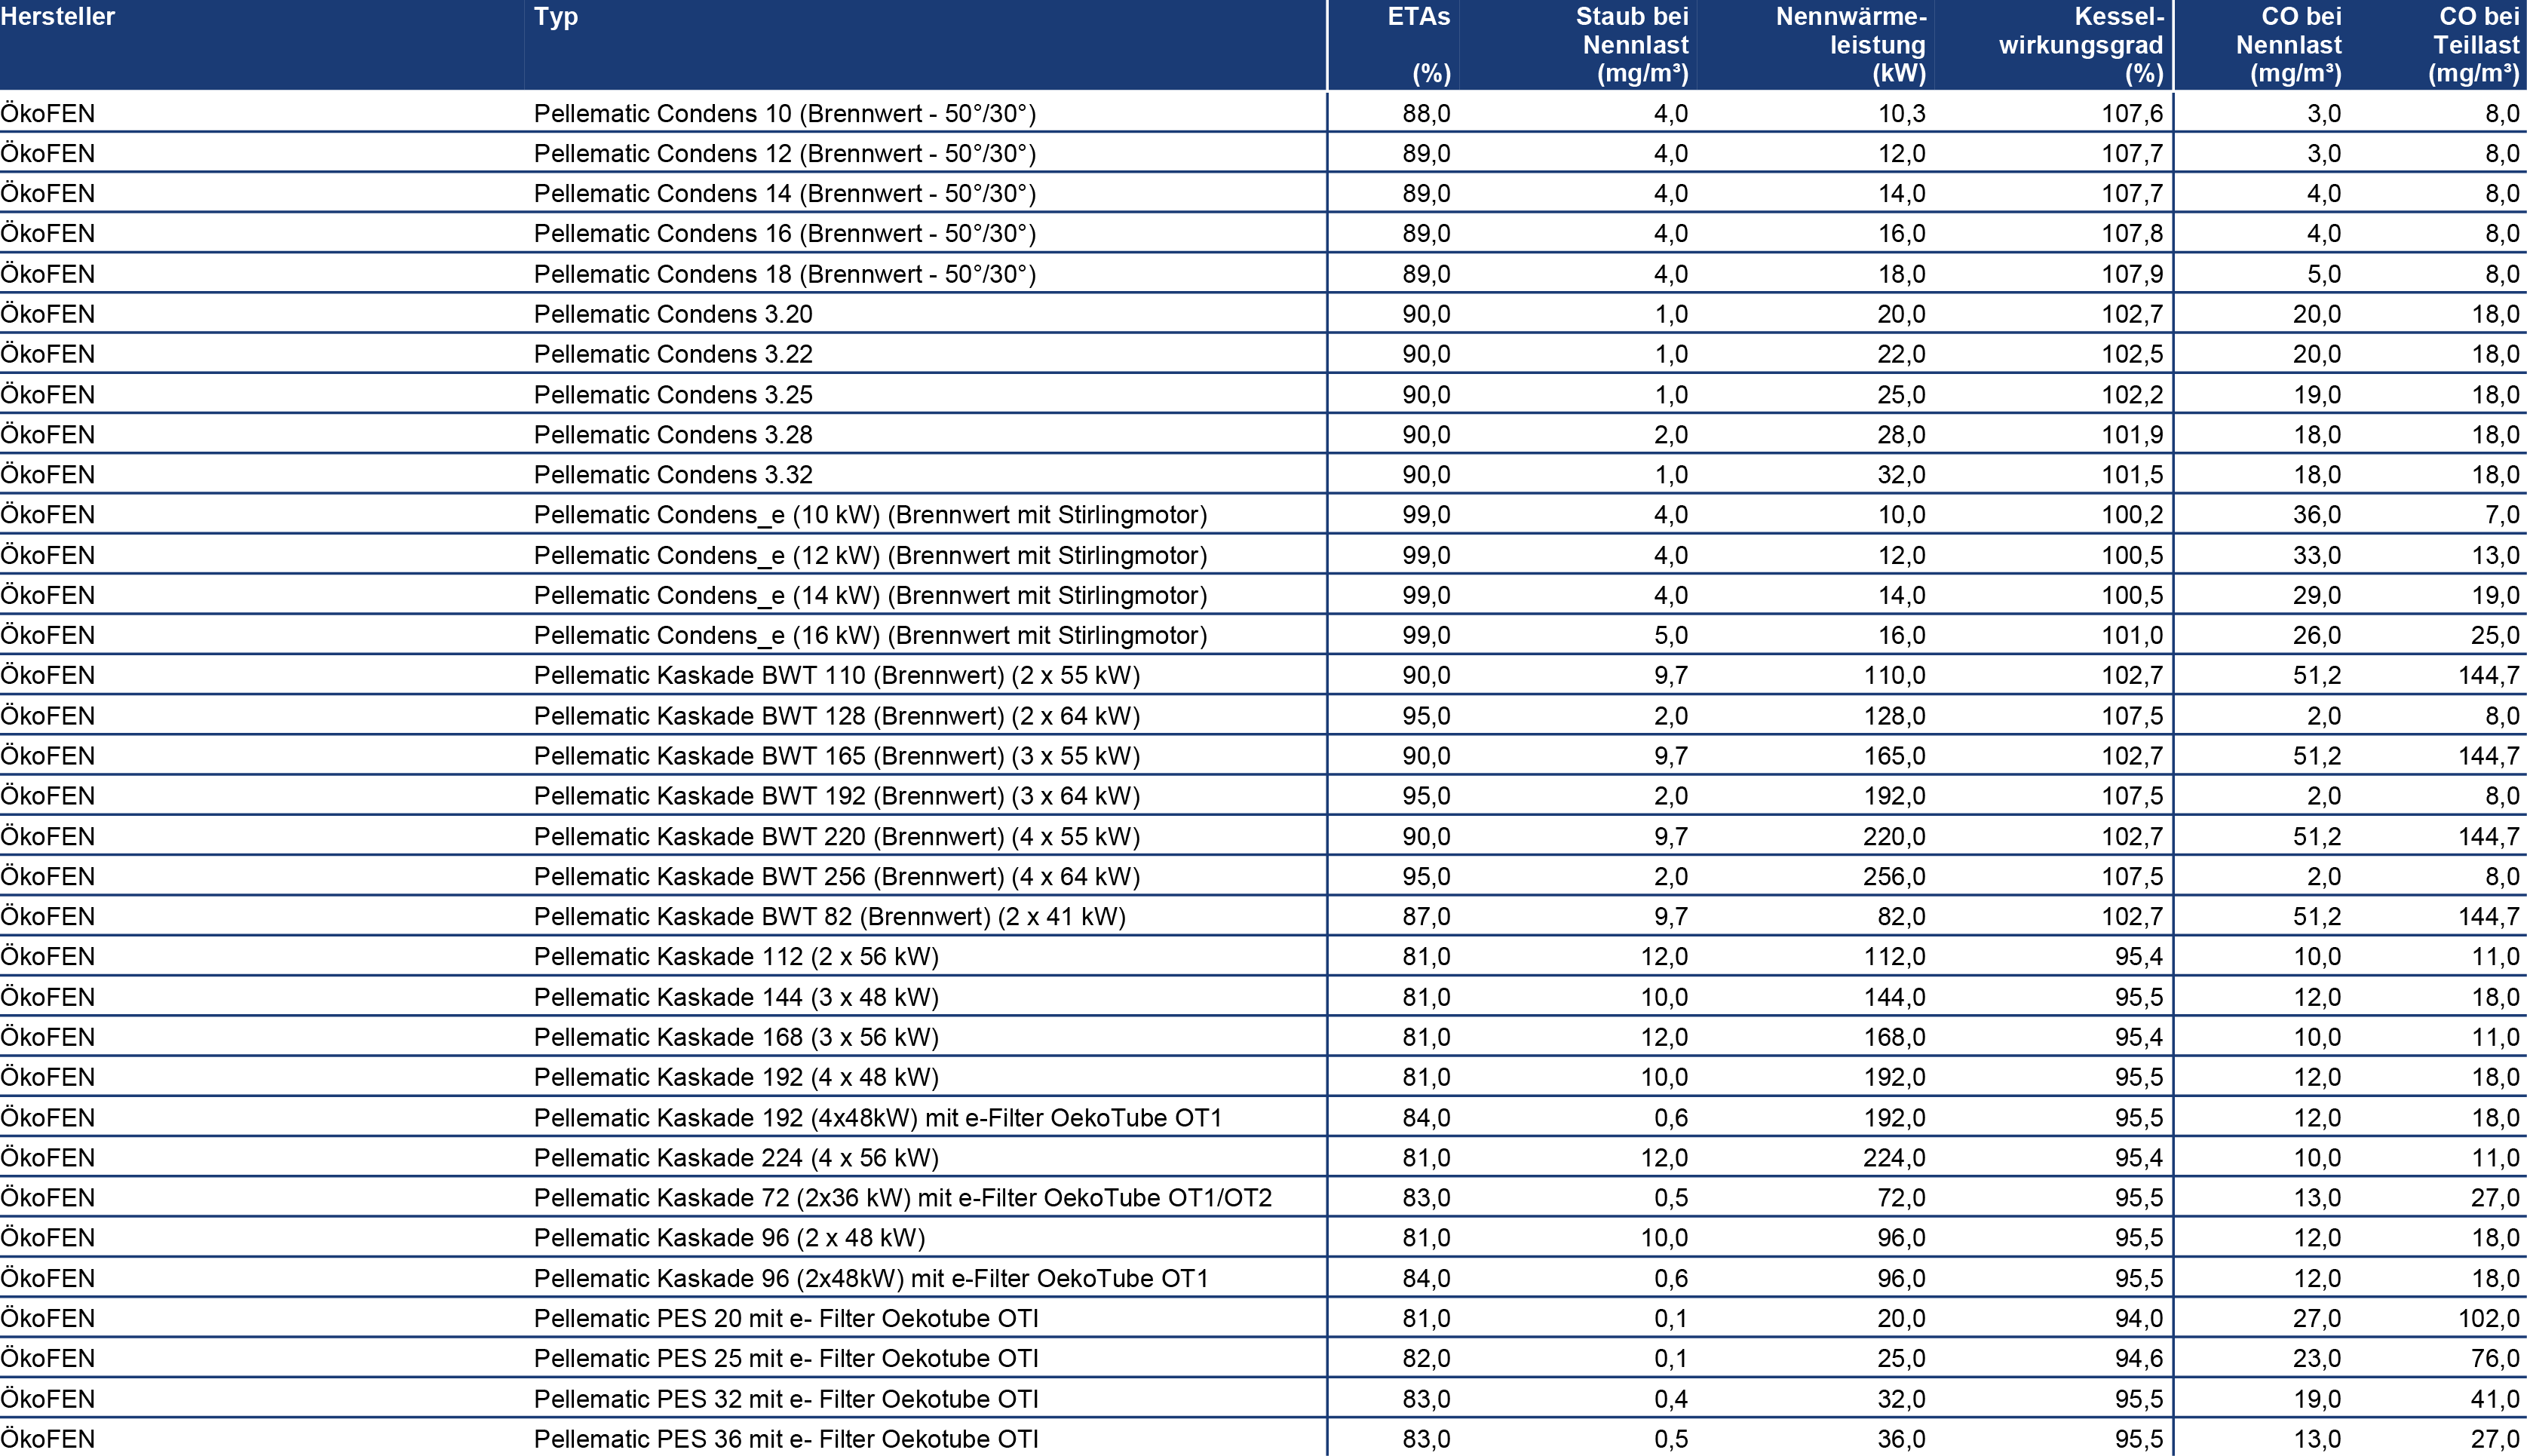 Hersteller Typ ETAs Staub bei Nennwärme- Kessel- CO bei CO bei
Nennlast leistung wirkungsgrad Nennlast Teillast
(%) (mg/m³) (kW) (%) (mg/m³) (mg/m³)
ÖkoFEN Pellematic Condens 10 (Brennwert - 50°/30°) 88,0 4,0 10,3 107,6 3,0 8,0
ÖkoFEN Pellematic Condens 12 (Brennwert - 50°/30°) 89,0 4,0 12,0 107,7 3,0 8,0
ÖkoFEN Pellematic Condens 14 (Brennwert - 50°/30°) 89,0 4,0 14,0 107,7 4,0 8,0
ÖkoFEN Pellematic Condens 16 (Brennwert - 50°/30°) 89,0 4,0 16,0 107,8 4,0 8,0
ÖkoFEN Pellematic Condens 18 (Brennwert - 50°/30°) 89,0 4,0 18,0 107,9 5,0 8,0
ÖkoFEN Pellematic Condens 3.20 90,0 1,0 20,0 102,7 20,0 18,0
ÖkoFEN Pellematic Condens 3.22 90,0 1,0 22,0 102,5 20,0 18,0
ÖkoFEN Pellematic Condens 3.25 90,0 1,0 25,0 102,2 19,0 18,0
ÖkoFEN Pellematic Condens 3.28 90,0 2,0 28,0 101,9 18,0 18,0
ÖkoFEN Pellematic Condens 3.32 90,0 1,0 32,0 101,5 18,0 18,0
ÖkoFEN Pellematic Condens_e (10 kW) (Brennwert mit Stirlingmotor) 99,0 4,0 10,0 100,2 36,0 7,0
ÖkoFEN Pellematic Condens_e (12 kW) (Brennwert mit Stirlingmotor) 99,0 4,0 12,0 100,5 33,0 13,0
ÖkoFEN Pellematic Condens_e (14 kW) (Brennwert mit Stirlingmotor) 99,0 4,0 14,0 100,5 29,0 19,0
ÖkoFEN Pellematic Condens_e (16 kW) (Brennwert mit Stirlingmotor) 99,0 5,0 16,0 101,0 26,0 25,0
ÖkoFEN Pellematic Kaskade BWT 110 (Brennwert) (2 x 55 kW) 90,0 9,7 110,0 102,7 51,2 144,7
ÖkoFEN Pellematic Kaskade BWT 128 (Brennwert) (2 x 64 kW) 95,0 2,0 128,0 107,5 2,0 8,0
ÖkoFEN Pellematic Kaskade BWT 165 (Brennwert) (3 x 55 kW) 90,0 9,7 165,0 102,7 51,2 144,7
ÖkoFEN Pellematic Kaskade BWT 192 (Brennwert) (3 x 64 kW) 95,0 2,0 192,0 107,5 2,0 8,0
ÖkoFEN Pellematic Kaskade BWT 220 (Brennwert) (4 x 55 kW) 90,0 9,7 220,0 102,7 51,2 144,7
ÖkoFEN Pellematic Kaskade BWT 256 (Brennwert) (4 x 64 kW) 95,0 2,0 256,0 107,5 2,0 8,0
ÖkoFEN Pellematic Kaskade BWT 82 (Brennwert) (2 x 41 kW) 87,0 9,7 82,0 102,7 51,2 144,7
ÖkoFEN Pellematic Kaskade 112 (2 x 56 kW) 81,0 12,0 112,0 95,4 10,0 11,0
ÖkoFEN Pellematic Kaskade 144 (3 x 48 kW) 81,0 10,0 144,0 95,5 12,0 18,0
ÖkoFEN Pellematic Kaskade 168 (3 x 56 kW) 81,0 12,0 168,0 95,4 10,0 11,0
ÖkoFEN Pellematic Kaskade 192 (4 x 48 kW) 81,0 10,0 192,0 95,5 12,0 18,0
ÖkoFEN Pellematic Kaskade 192 (4x48kW) mit e-Filter OekoTube OT1 84,0 0,6 192,0 95,5 12,0 18,0
ÖkoFEN Pellematic Kaskade 224 (4 x 56 kW) 81,0 12,0 224,0 95,4 10,0 11,0
ÖkoFEN Pellematic Kaskade 72 (2x36 kW) mit e-Filter OekoTube OT1/OT2 83,0 0,5 72,0 95,5 13,0 27,0
ÖkoFEN Pellematic Kaskade 96 (2 x 48 kW) 81,0 10,0 96,0 95,5 12,0 18,0
ÖkoFEN Pellematic Kaskade 96 (2x48kW) mit e-Filter OekoTube OT1 84,0 0,6 96,0 95,5 12,0 18,0
ÖkoFEN Pellematic PES 20 mit e- Filter Oekotube OTI 81,0 0,1 20,0 94,0 27,0 102,0
ÖkoFEN Pellematic PES 25 mit e- Filter Oekotube OTI 82,0 0,1 25,0 94,6 23,0 76,0
ÖkoFEN Pellematic PES 32 mit e- Filter Oekotube OTI 83,0 0,4 32,0 95,5 19,0 41,0
ÖkoFEN Pellematic PES 36 mit e- Filter Oekotube OTI 83,0 0,5 36,0 95,5 13,0 27,0